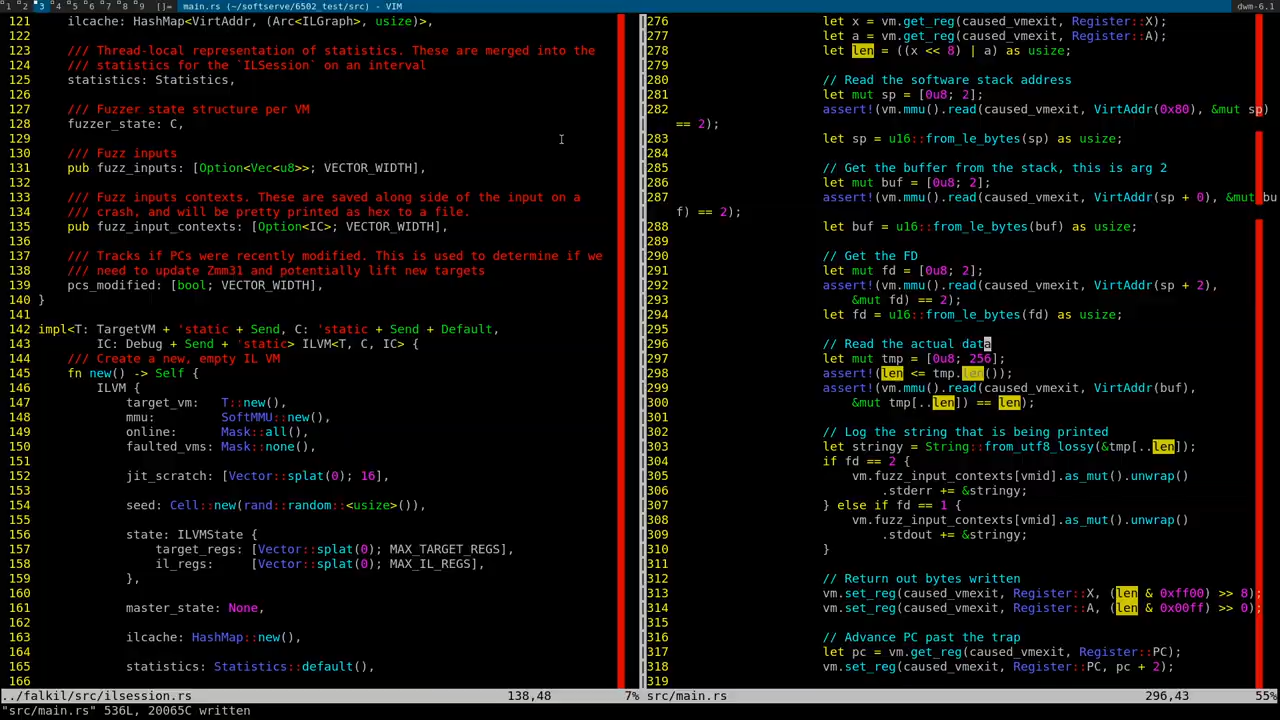 1 2 3 4 5 6 7 8 9 []= main.rs (~/softserve/6502_test/src) - VIM dwm-6.1
121     ilcache: HashMap<VirtAddr, (Arc<ILGraph>, usize)>,
122
123     /// Thread-local representation of statistics. These are merged into the
124     /// statistics for the `ILSession` on an interval
125     statistics: Statistics,
126
127     /// Fuzzer state structure per VM
128     fuzzer_state: C,
129
130     /// Fuzz inputs
131     pub fuzz_inputs: [Option<Vec<u8>>; VECTOR_WIDTH],
132
133     /// Fuzz inputs contexts. These are saved along side of the input on a
134     /// crash, and will be pretty printed as hex to a file.
135     pub fuzz_input_contexts: [Option<IC>; VECTOR_WIDTH],
136
137     /// Tracks if PCs were recently modified. This is used to determine if we
138     /// need to update Zmm31 and potentially lift new targets
139     pcs_modified: [bool; VECTOR_WIDTH],
140 }
141
142 impl<T: TargetVM + 'static + Send, C: 'static + Send + Default,
143         IC: Debug + Send + 'static> ILVM<T, C, IC> {
144     /// Create a new, empty IL VM
145     fn new() -> Self {
146         ILVM {
147             target_vm:   T::new(),
148             mmu:         SoftMMU::new(),
149             online:      Mask::all(),
150             faulted_vms: Mask::none(),
151
152             jit_scratch: [Vector::splat(0); 16],
153
154             seed: Cell::new(rand::random::<usize>()),
155
156             state: ILVMState {
157                 target_regs: [Vector::splat(0); MAX_TARGET_REGS],
158                 il_regs:     [Vector::splat(0); MAX_IL_REGS],
159             },
160
161             master_state: None,
162
163             ilcache: HashMap::new(),
164
165             statistics: Statistics::default(),
166
../falkil/src/ilsession.rs 138,48 7%
276                     let x = vm.get_reg(caused_vmexit, Register::X);
277                     let a = vm.get_reg(caused_vmexit, Register::A);
278                     let len = ((x << 8) | a) as usize;
279
280                     // Read the software stack address
281                     let mut sp = [0u8; 2];
282                     assert!(vm.mmu().read(caused_vmexit, VirtAddr(0x80), &mut sp)
== 2);
283                     let sp = u16::from_le_bytes(sp) as usize;
284
285                     // Get the buffer from the stack, this is arg 2
286                     let mut buf = [0u8; 2];
287                     assert!(vm.mmu().read(caused_vmexit, VirtAddr(sp + 0), &mut bu
f) == 2);
288                     let buf = u16::from_le_bytes(buf) as usize;
289
290                     // Get the FD
291                     let mut fd = [0u8; 2];
292                     assert!(vm.mmu().read(caused_vmexit, VirtAddr(sp + 2),
293                         &mut fd) == 2);
294                     let fd = u16::from_le_bytes(fd) as usize;
295
296                     // Read the actual data
297                     let mut tmp = [0u8; 256];
298                     assert!(len <= tmp.len());
299                     assert!(vm.mmu().read(caused_vmexit, VirtAddr(buf),
300                         &mut tmp[..len]) == len);
301
302                     // Log the string that is being printed
303                     let stringy = String::from_utf8_lossy(&tmp[..len]);
304                     if fd == 2 {
305                         vm.fuzz_input_contexts[vmid].as_mut().unwrap()
306                             .stderr += &stringy;
307                     } else if fd == 1 {
308                         vm.fuzz_input_contexts[vmid].as_mut().unwrap()
309                             .stdout += &stringy;
310                     }
311
312                     // Return out bytes written
313                     vm.set_reg(caused_vmexit, Register::X, (len & 0xff00) >> 8);
314                     vm.set_reg(caused_vmexit, Register::A, (len & 0x00ff) >> 0);
315
316                     // Advance PC past the trap
317                     let pc = vm.get_reg(caused_vmexit, Register::PC);
318                     vm.set_reg(caused_vmexit, Register::PC, pc + 2);
319
src/main.rs 296,43 55%
"src/main.rs" 536L, 20065C written